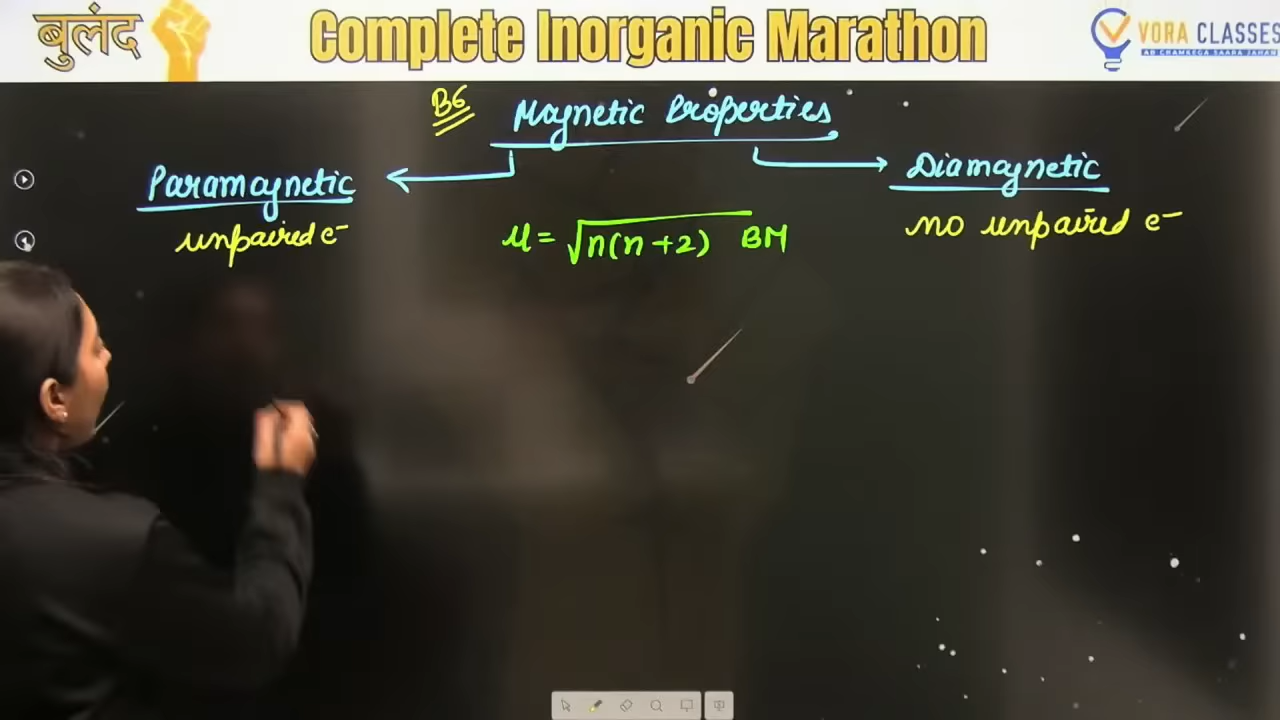 बुलंद
Complete Inorganic Marathon
VORA CLASSES
AB CHAMKEGA SAARA JAHAN
B6
Magnetic Properties
Paramagnetic
Diamagnetic
unpaired e⁻
μ = √n(n+2) BM
no unpaired e⁻